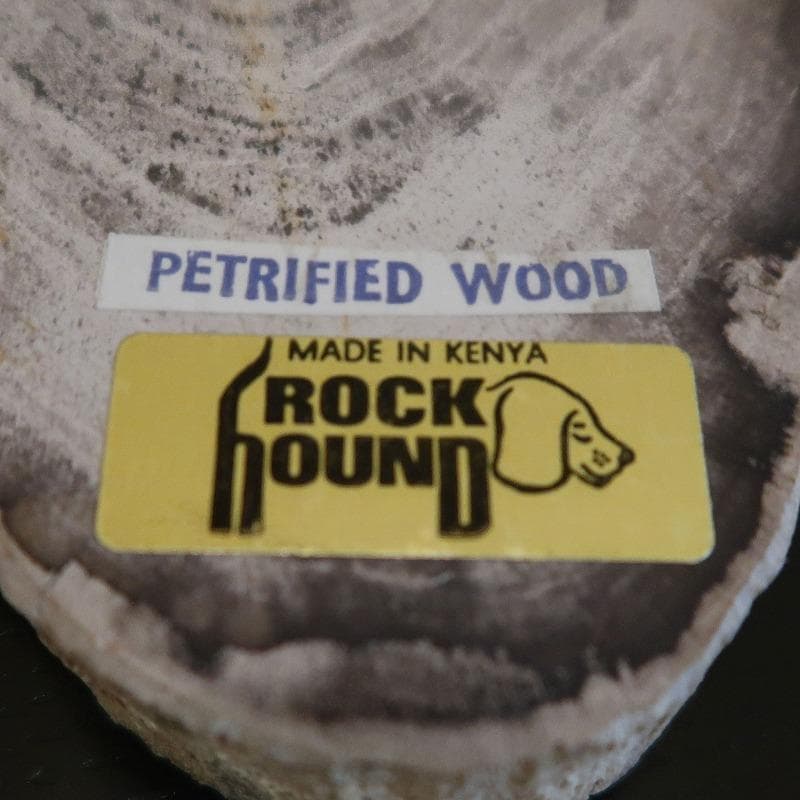 PETRIFIED WOOD
MADE IN KENYA
ROCK
hOUND